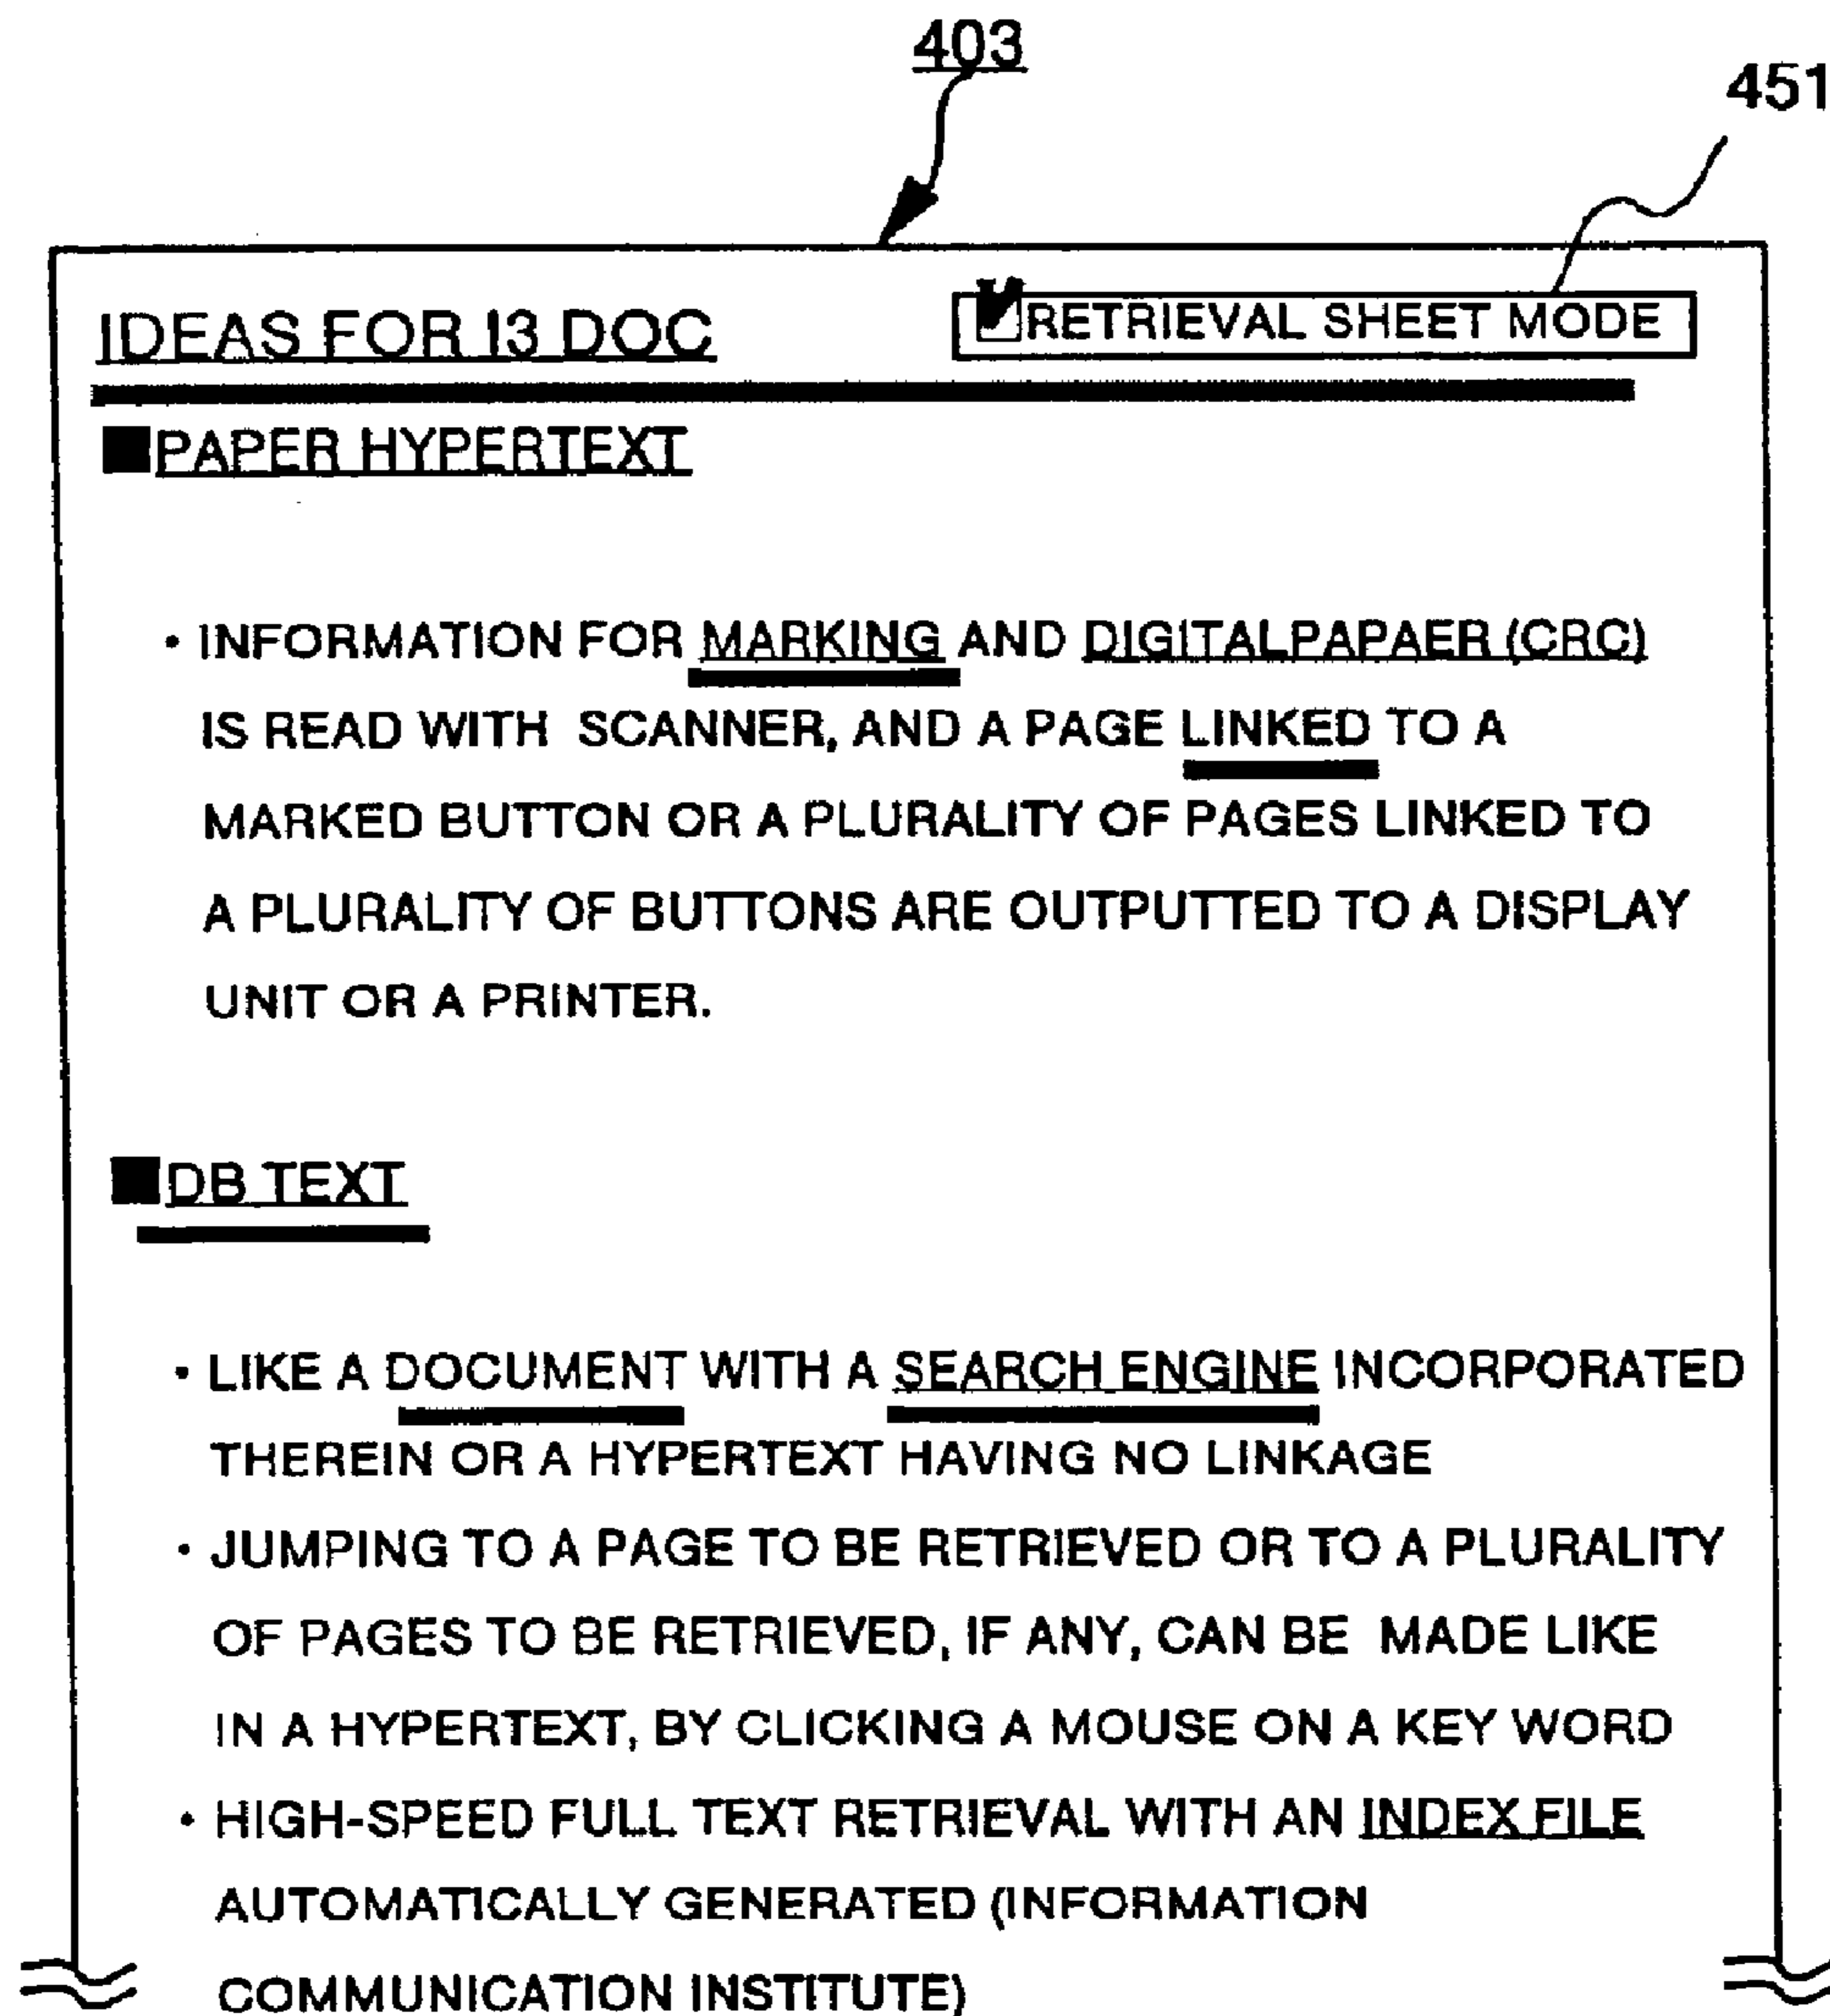 403
451
IDEAS FOR I3 DOC
RETRIEVAL SHEET MODE
PAPER HYPERTEXT
• INFORMATION FOR MARKING AND DIGITALPAPAER (CRC)
IS READ WITH SCANNER, AND A PAGE LINKED TO A
MARKED BUTTON OR A PLURALITY OF PAGES LINKED TO
A PLURALITY OF BUTTONS ARE OUTPUTTED TO A DISPLAY
UNIT OR A PRINTER.
DB TEXT
• LIKE A DOCUMENT WITH A SEARCH ENGINE INCORPORATED
THEREIN OR A HYPERTEXT HAVING NO LINKAGE
• JUMPING TO A PAGE TO BE RETRIEVED OR TO A PLURALITY
OF PAGES TO BE RETRIEVED, IF ANY, CAN BE MADE LIKE
IN A HYPERTEXT, BY CLICKING A MOUSE ON A KEY WORD
• HIGH-SPEED FULL TEXT RETRIEVAL WITH AN INDEX FILE
AUTOMATICALLY GENERATED (INFORMATION
COMMUNICATION INSTITUTE)